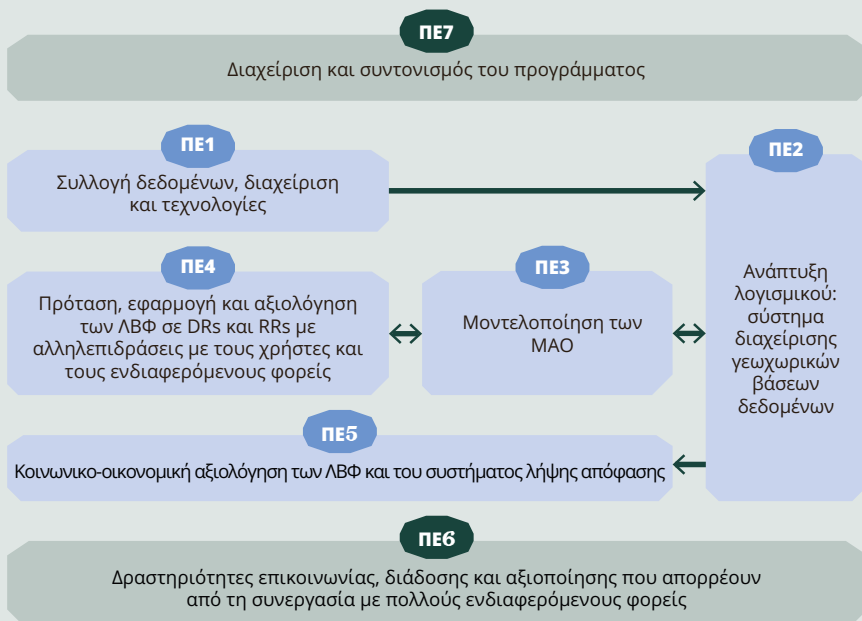 ΠΕ7
Διαχείριση και συντονισμός του προγράμματος
ΠΕ1
Συλλογή δεδομένων, διαχείριση
και τεχνολογίες
ΠΕ2
Ανάπτυξη
λογισμικού:
σύστημα
διαχείρισης
γεωχωρικών
βάσεων
δεδομένων
ΠΕ4
Πρόταση, εφαρμογή και αξιολόγηση
των ΛΒΦ σε DRs και RRs με
αλληλεπιδράσεις με τους χρήστες και
τους ενδιαφερόμενους φορείς
ΠΕ3
Μοντελοποίηση των
ΜΑΟ
ΠΕ5
Κοινωνικο-οικονομική αξιολόγηση των ΛΒΦ και του συστήματος λήψης απόφασης
ΠΕ6
Δραστηριότητες επικοινωνίας, διάδοσης και αξιοποίησης που απορρέουν
από τη συνεργασία με πολλούς ενδιαφερόμενους φορείς